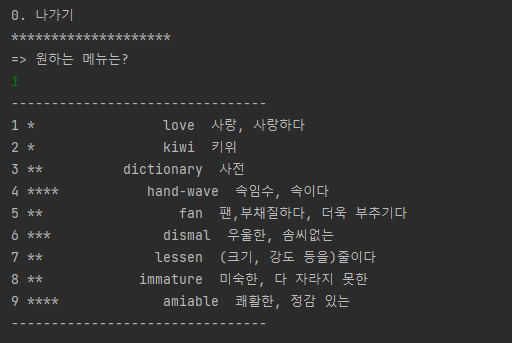 0. 나가기
********************
=> 원하는 메뉴는?
1
--------------------------------
1 * love 사랑, 사랑하다
2 * kiwi 키위
3 ** dictionary 사전
4 **** hand-wave 속임수, 속이다
5 ** fan 팬,부채질하다, 더욱 부추기다
6 *** dismal 우울한, 솜씨없는
7 ** lessen (크기, 강도 등을)줄이다
8 ** immature 미숙한, 다 자라지 못한
9 **** amiable 쾌활한, 정감 있는
--------------------------------